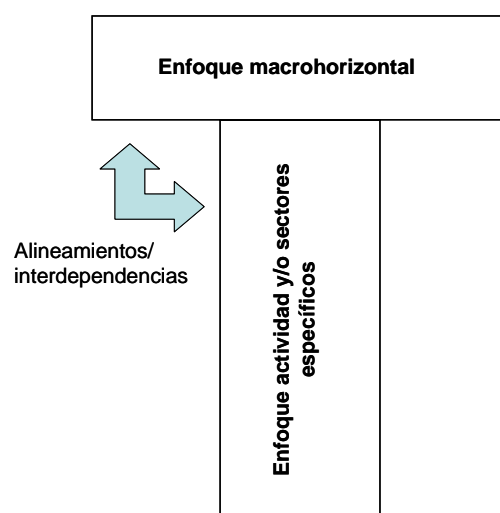 Enfoque macrohorizontal
Alineamientos/
interdependencias
Enfoque actividad y/o sectores
específicos